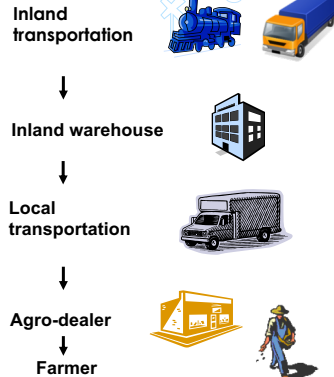 Inland
transportation
Inland warehouse
Local
transportation
Agro-dealer
Farmer